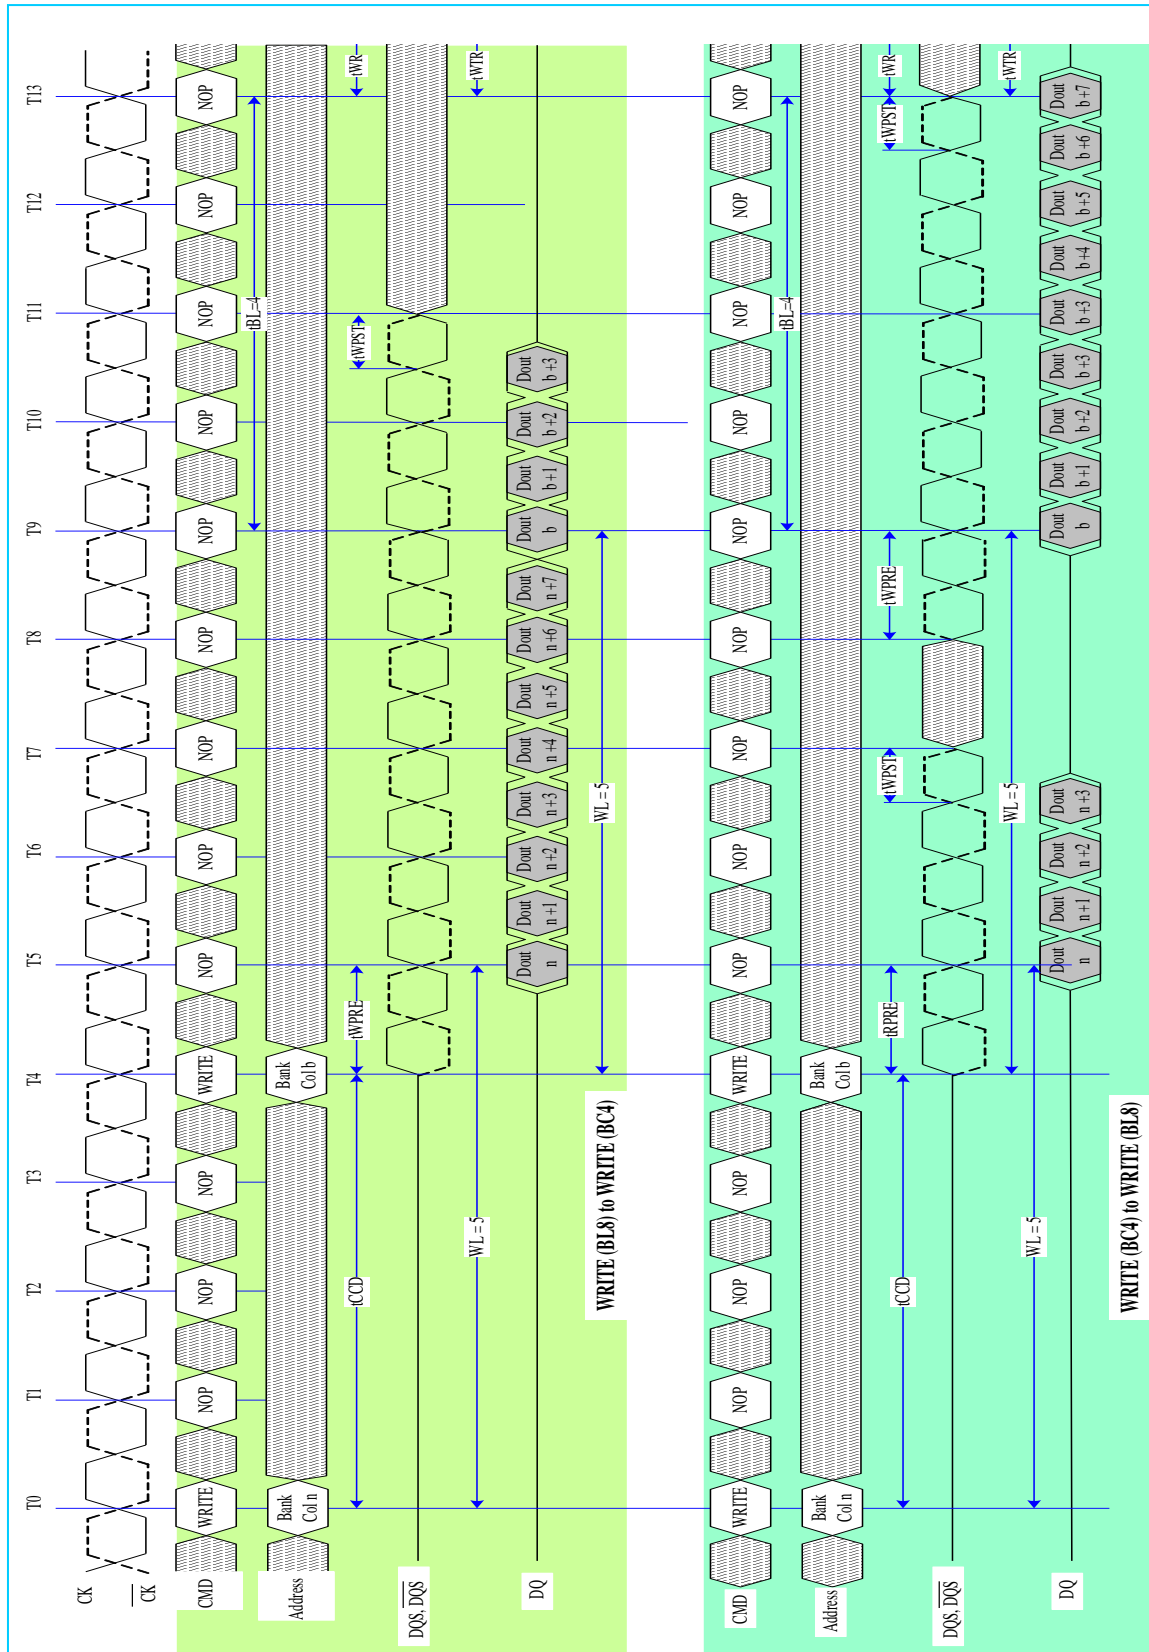 T0 T1 T2 T3 T4 T5 T6 T7 T8 T9 T10 T11 T12 T13
CK
CK
CMD WRITE NOP NOP NOP WRITE NOP NOP NOP NOP NOP NOP NOP NOP NOP
tBL=4
Address Bank Bank
Col n Col b
tCCD tWPRE tWPST tWR
DQS, DQS
WL = 5 tWTR
DQ Dout Dout Dout Dout Dout Dout Dout Dout Dout Dout Dout Dout
n n+1 n+2 n+3 n+4 n+5 n+6 n+7 b b+1 b+2 b+3
WL = 5
WRITE (BL8) to WRITE (BC4)
CMD WRITE NOP NOP NOP WRITE NOP NOP NOP NOP NOP NOP NOP NOP NOP
tBL=4
Address Bank Bank
Col n Col b
tCCD tRPRE tWPST tWPRE tWPST tWR
DQS, DQS
WL = 5 tWTR
WL = 5
DQ Dout Dout Dout Dout Dout Dout Dout Dout Dout Dout Dout Dout Dout
n n+1 n+2 n+3 b b+1 b+2 b+3 b+3 b+4 b+5 b+6 b+7
WRITE (BC4) to WRITE (BL8)